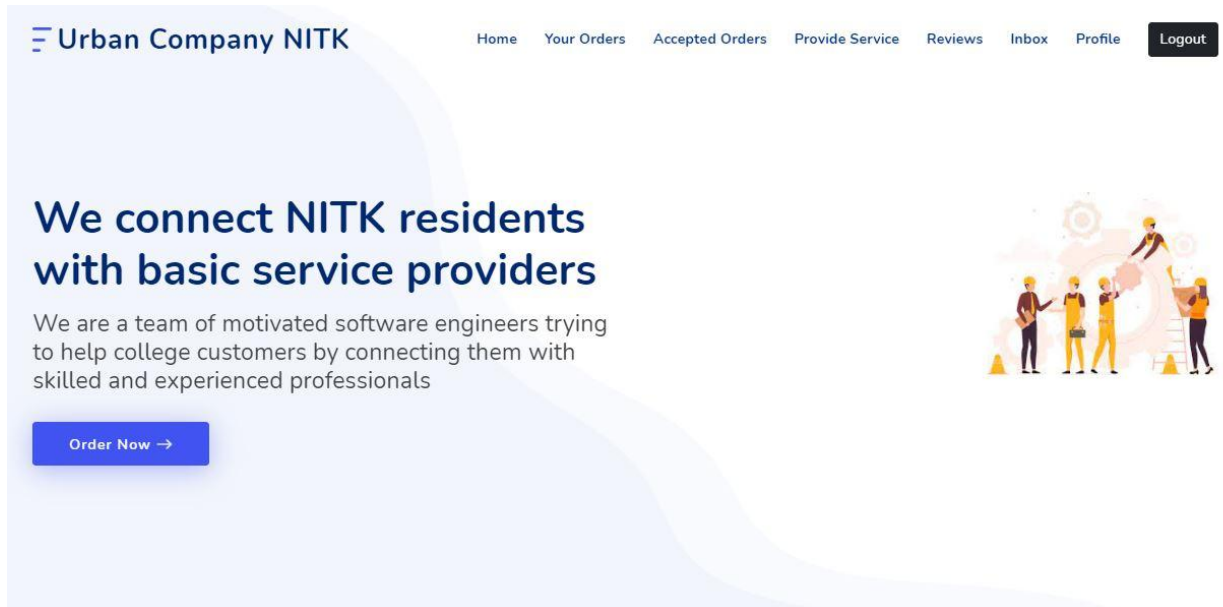 Urban Company NITK
Home Your Orders Accepted Orders Provide Service Reviews Inbox Profile Logout
We connect NITK residents
with basic service providers
We are a team of motivated software engineers trying
to help college customers by connecting them with
skilled and experienced professionals
Order Now →